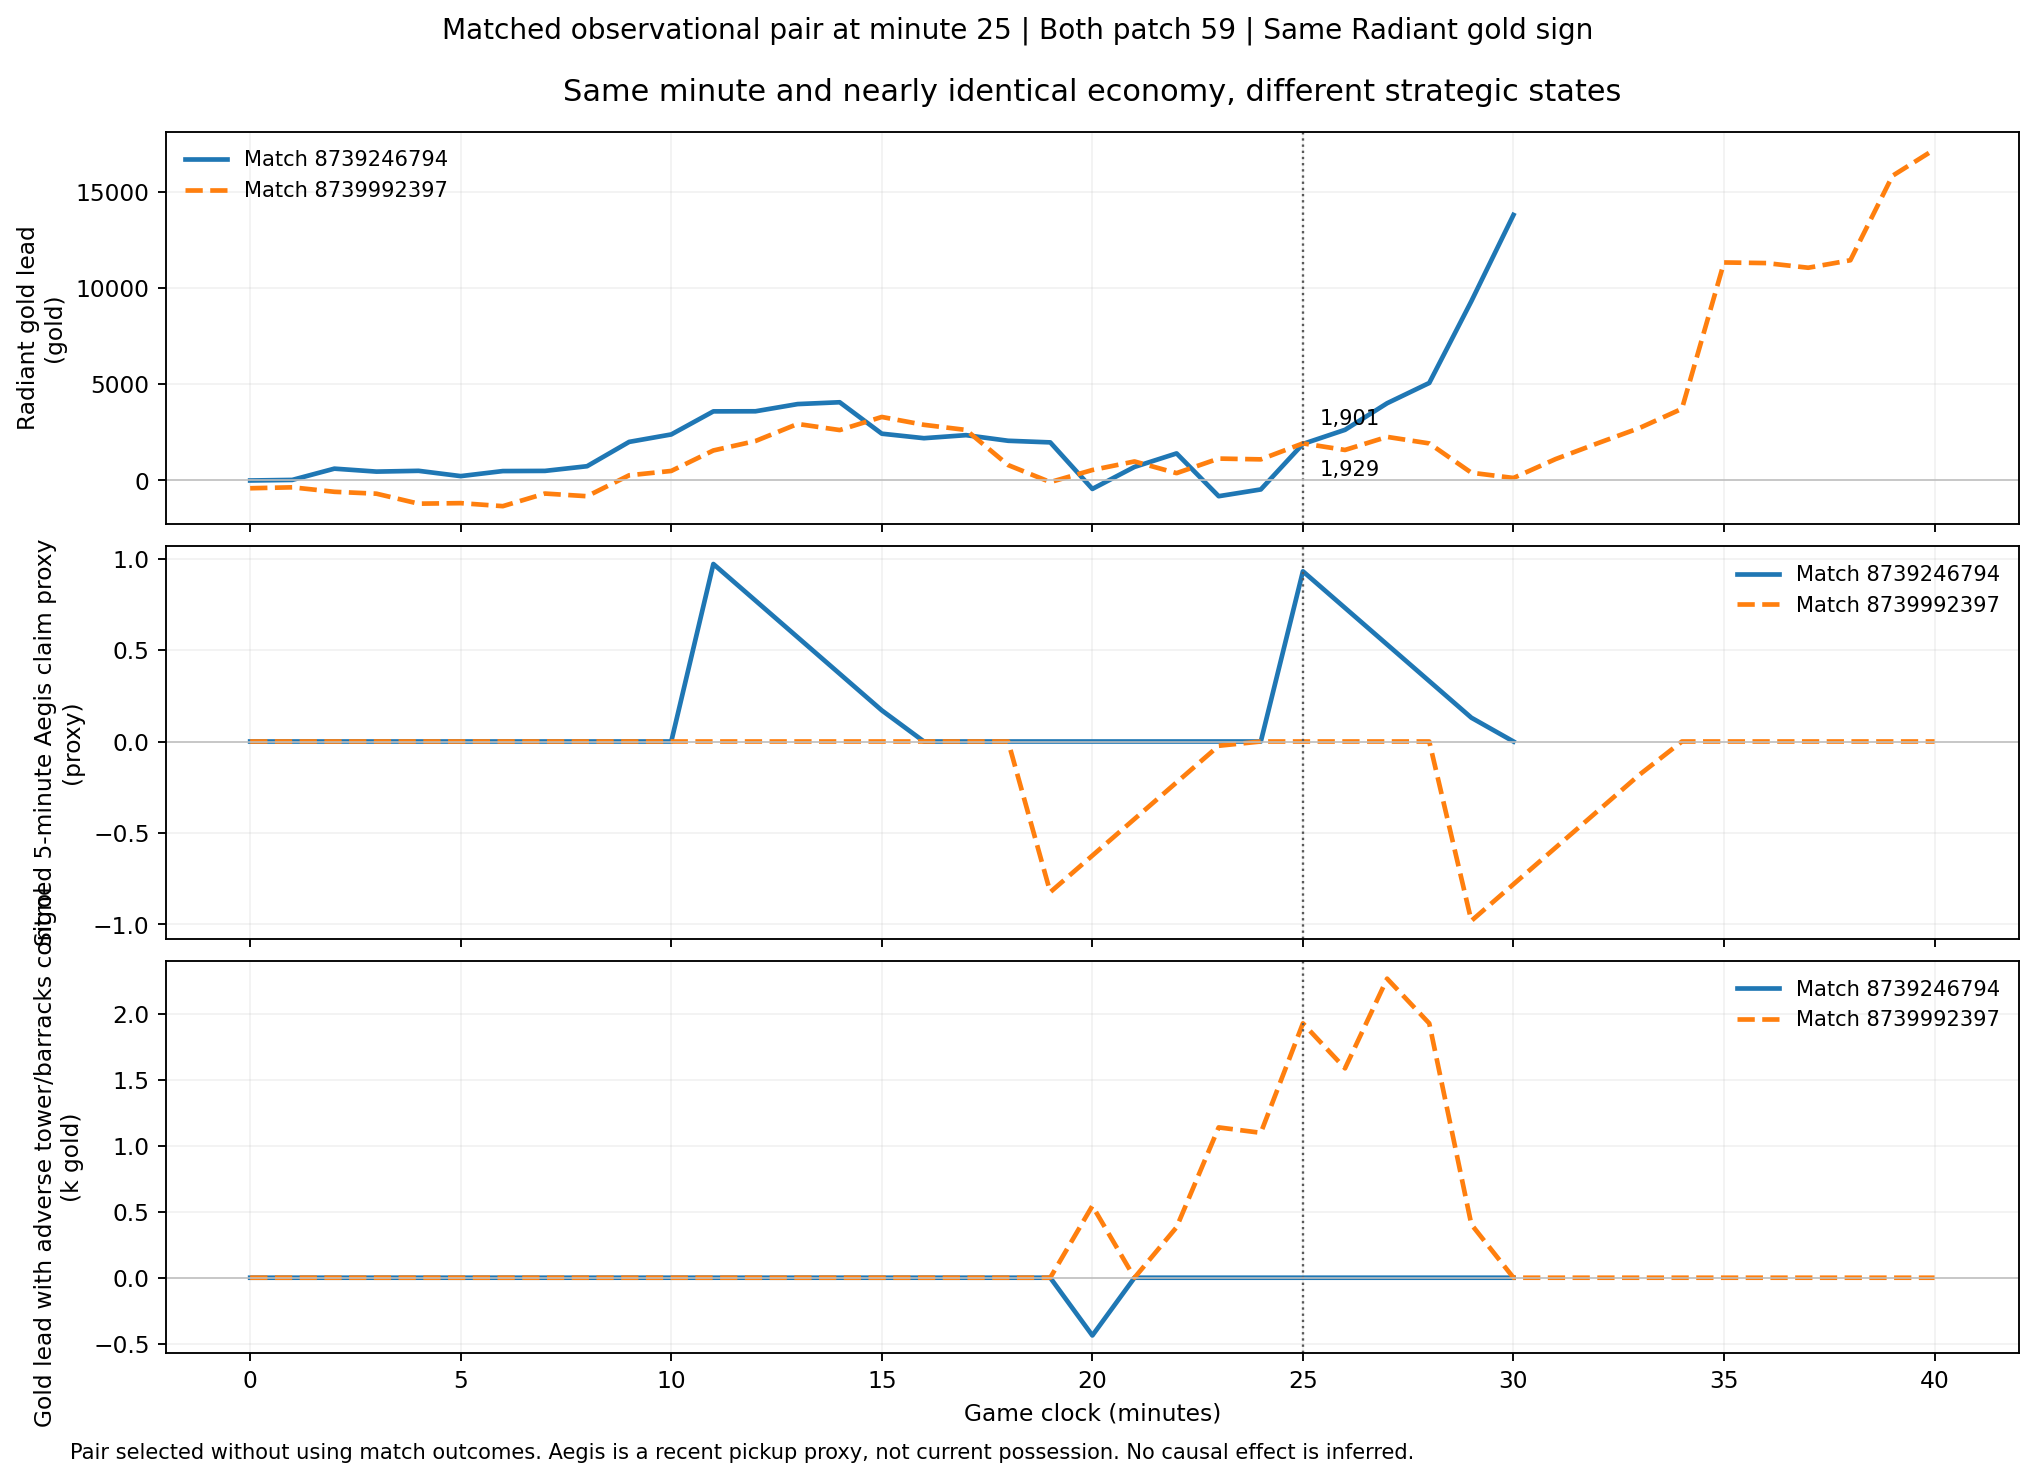 Matched observational pair at minute 25 | Both patch 59 | Same Radiant gold sign
Same minute and nearly identical economy, different strategic states
Radiant gold lead
(gold)
15000
10000
5000
0
Match 8739246794
Match 8739992397
1,901
1,929
Signed 5-minute Aegis claim proxy
(proxy)
1.0
0.5
0.0
−0.5
−1.0
Match 8739246794
Match 8739992397
Gold lead with adverse tower/barracks control
(k gold)
2.0
1.5
1.0
0.5
0.0
−0.5
Match 8739246794
Match 8739992397
0 5 10 15 20 25 30 35 40
Game clock (minutes)
Pair selected without using match outcomes. Aegis is a recent pickup proxy, not current possession. No causal effect is inferred.